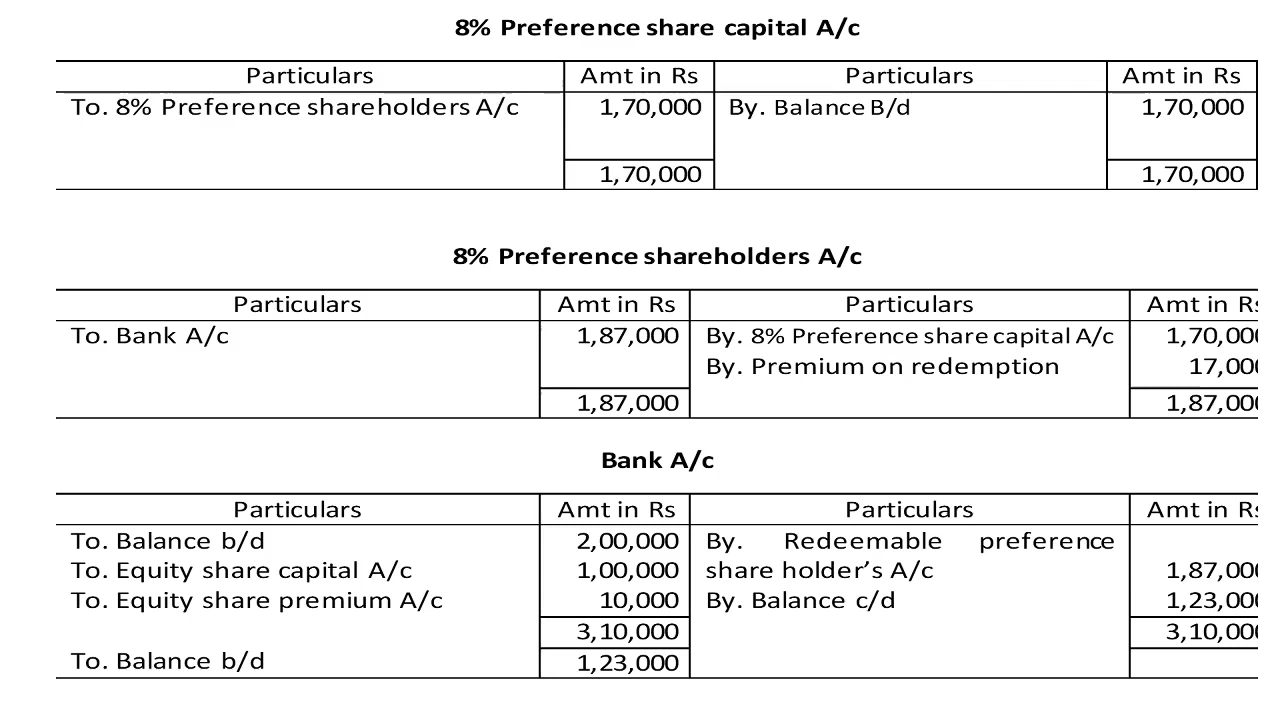 8% Preference share capital A/c
Particulars Amt in Rs Particulars Amt in Rs
To. 8% Preference shareholders A/c 1,70,000 By. Balance B/d 1,70,000
1,70,000 1,70,000
8% Preference shareholders A/c
Particulars Amt in Rs Particulars Amt in
To. Bank A/c 1,87,000 By. 8% Preference share capital A/c
By. Premium on redemption
1,87,000
Bank A/c
Particulars Amt in Rs Particulars Amt in
To. Balance b/d 2,00,000 By. Redeemable preference
To. Equity share capital A/c 1,00,000 share holder’s A/c
To. Equity share premium A/c 10,000 By. Balance c/d
3,10,000
To. Balance b/d 1,23,000